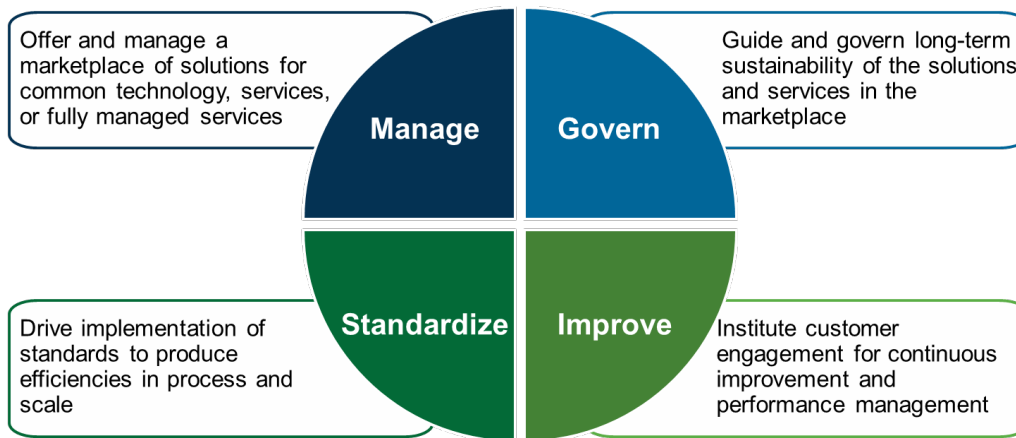 Offer and manage a
marketplace of solutions for
common technology, services,
or fully managed services
Manage
Govern
Guide and govern long-term
sustainability of the solutions
and services in the
marketplace
Drive implementation of
standards to produce
efficiencies in process and
scale
Standardize
Improve
Institute customer
engagement for continuous
improvement and
performance management